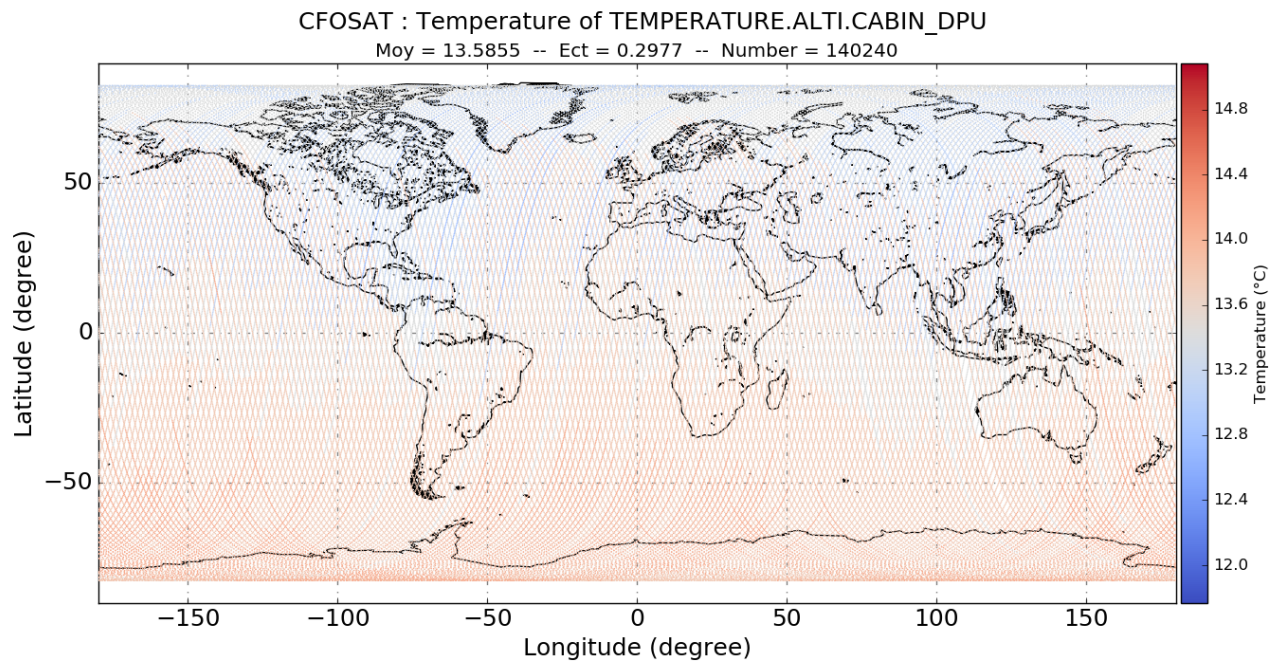 CFOSAT : Temperature of TEMPERATURE.ALTI.CABIN_DPU
Moy = 13.5855 -- Ect = 0.2977 -- Number = 140240
50
0
−50
Latitude (degree)
−150 −100 −50 0 50 100 150
Longitude (degree)
14.8
14.4
14.0
13.6
13.2
12.8
12.4
12.0
Temperature (°C)